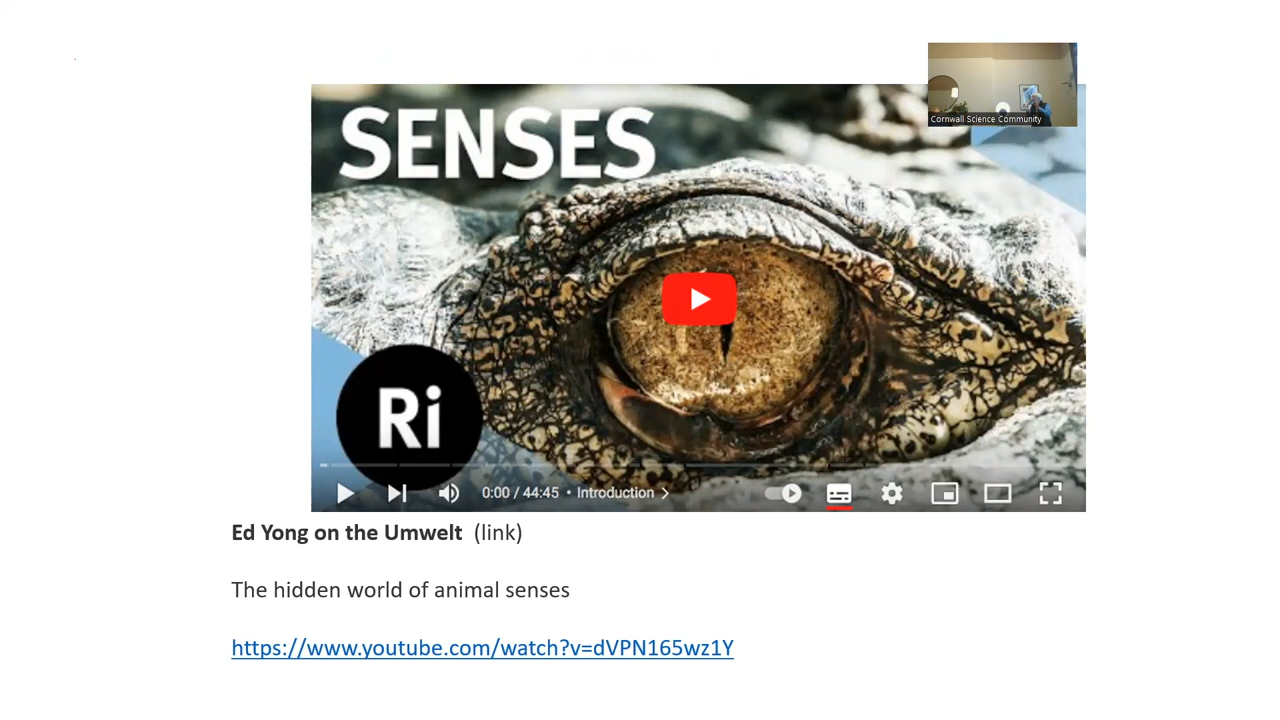 SENSES
Cornwall Science Community
Ri
0:00 / 44:45 • Introduction >
Ed Yong on the Umwelt (link)
The hidden world of animal senses
https://www.youtube.com/watch?v=dVPN165wz1Y